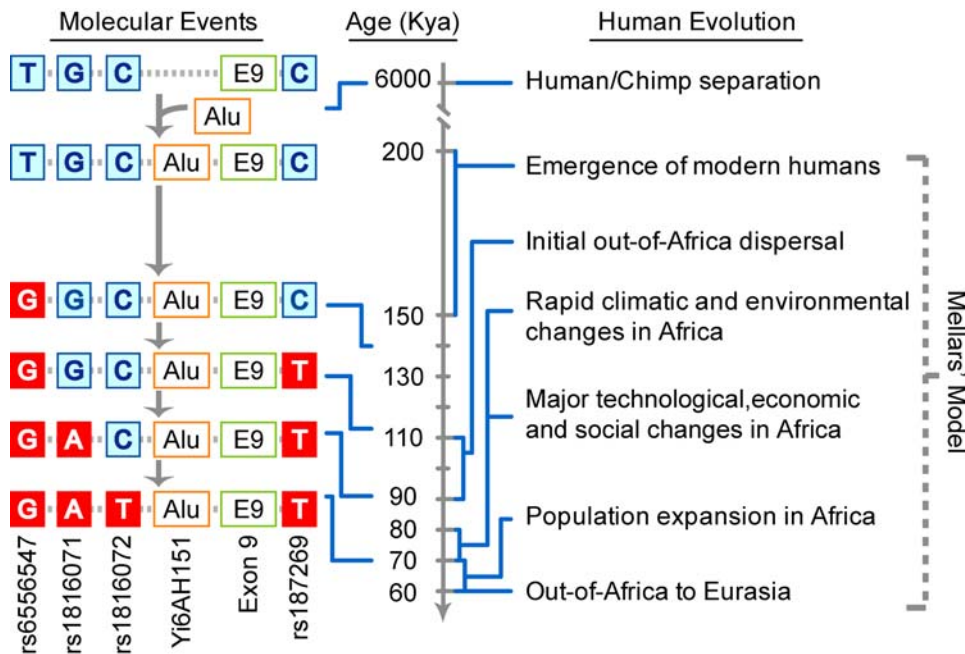 Molecular Events
Age (Kya)
Human Evolution
T G C E9 C
Alu
T G C Alu E9 C
G G C Alu E9 C
G G C Alu E9 T
G A C Alu E9 T
G A T Alu E9 T
rs6556547
rs1816071
rs1816072
Yi6AH151
Exon 9
rs187269
6000
200
150
130
110
90
80
70
60
Human/Chimp separation
Emergence of modern humans
Initial out-of-Africa dispersal
Rapid climatic and environmental
changes in Africa
Major technological,economic
and social changes in Africa
Population expansion in Africa
Out-of-Africa to Eurasia
Mellars' Model